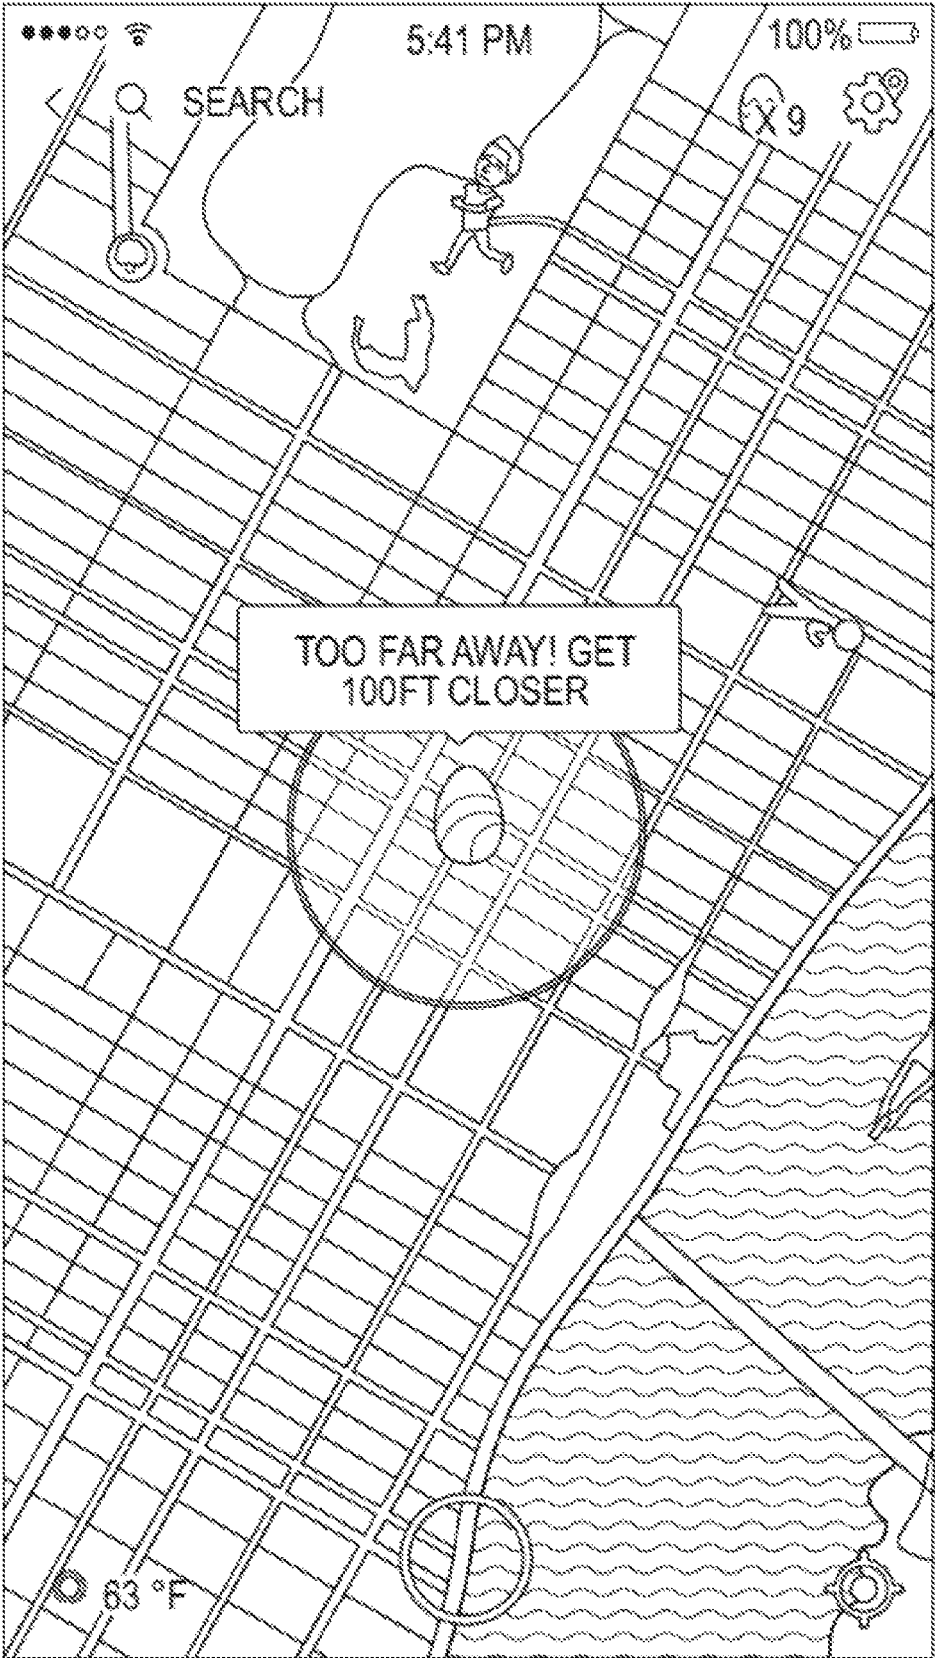 5:41 PM
100%
SEARCH
X 9
TOO FAR AWAY! GET
100FT CLOSER
63 °F